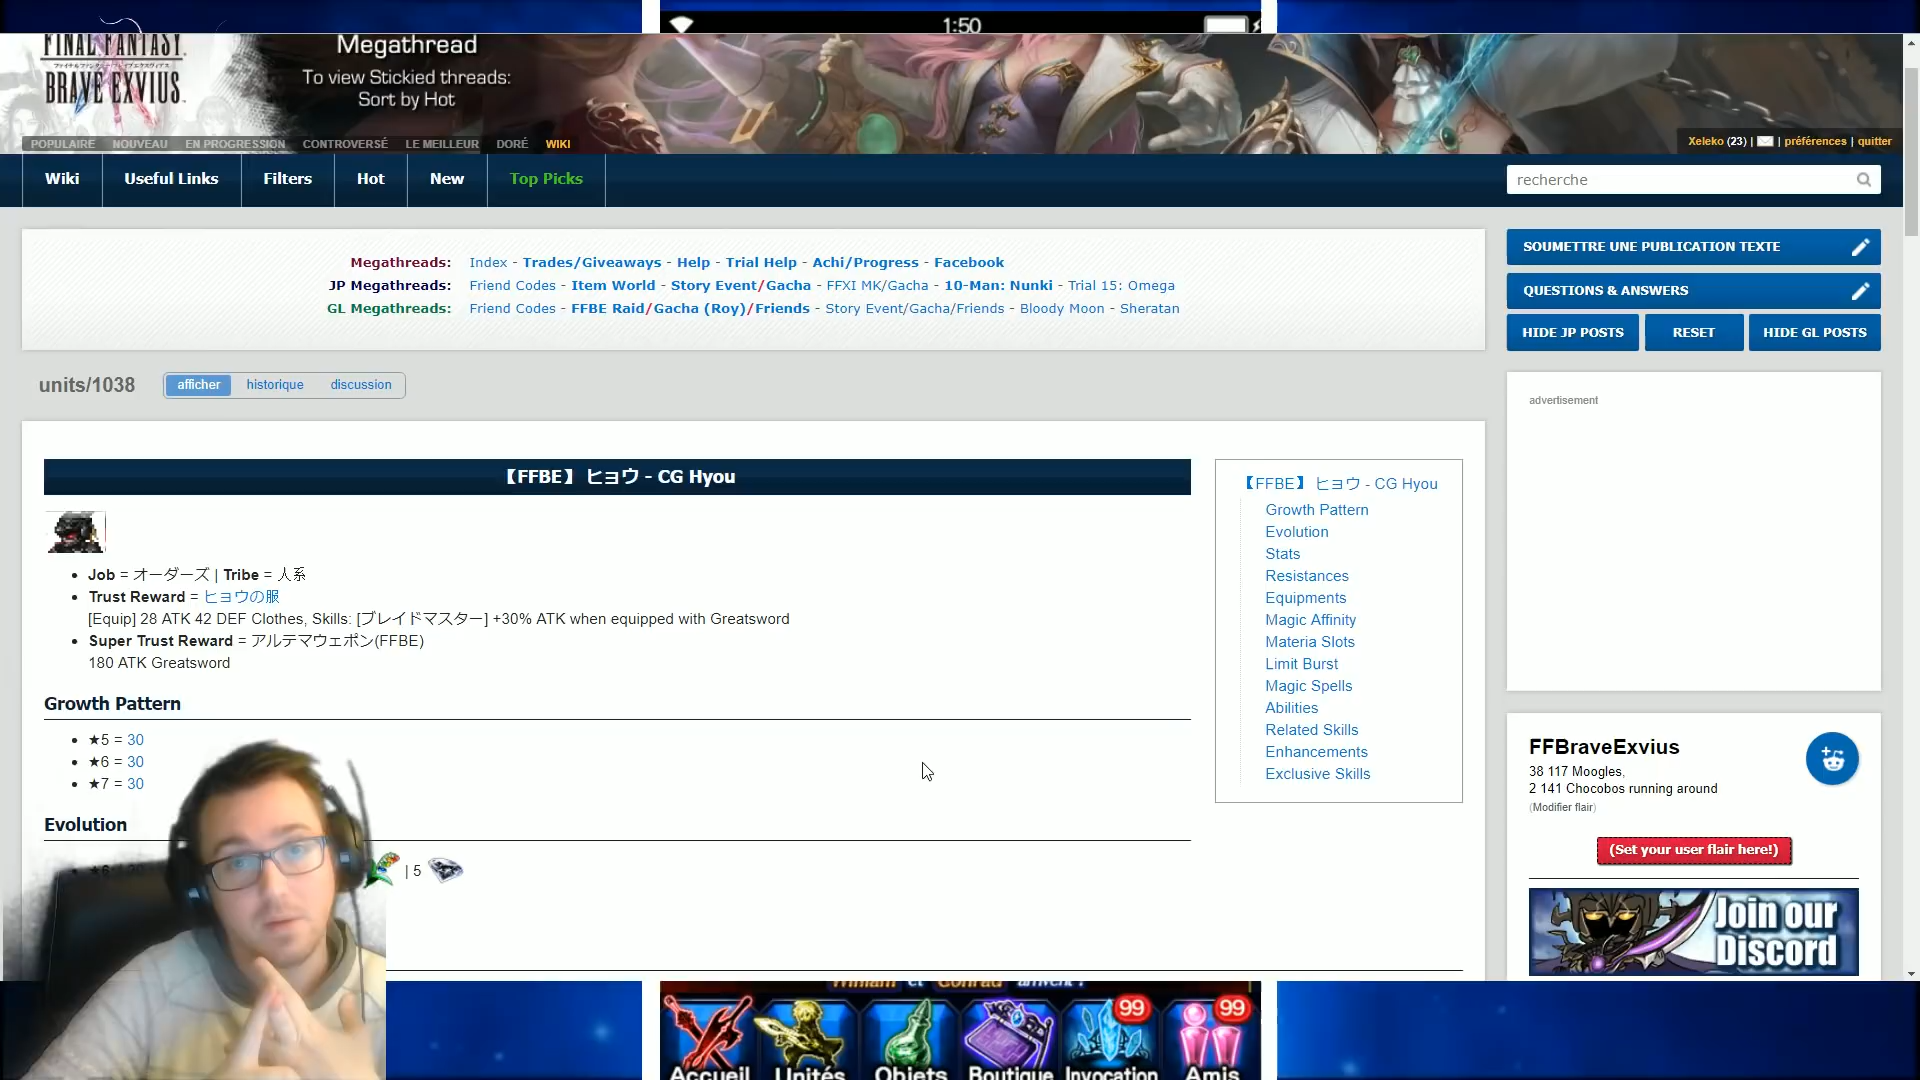 1:50
FINAL FANTASY
BRAVE EXVIUS
Megathread
To view Stickied threads:
Sort by Hot
POPULAIRE NOUVEAU EN PROGRESSION CONTROVERSÉ LE MEILLEUR DORÉ WIKI
Xeleko (23) | | préférences | quitter
Wiki Useful Links Filters Hot New Top Picks
recherche
Megathreads: Index - Trades/Giveaways - Help - Trial Help - Achi/Progress - Facebook
JP Megathreads: Friend Codes - Item World - Story Event/Gacha - FFXI MK/Gacha - 10-Man: Nunki - Trial 15: Omega
GL Megathreads: Friend Codes - FFBE Raid/Gacha (Roy)/Friends - Story Event/Gacha/Friends - Bloody Moon - Sheratan
SOUMETTRE UNE PUBLICATION TEXTE
QUESTIONS & ANSWERS
HIDE JP POSTS RESET HIDE GL POSTS
units/1038 afficher historique discussion
advertisement
【FFBE】 ヒョウ - CG Hyou
• Job = オーダーズ | Tribe = 人系
• Trust Reward = ヒョウの服
[Equip] 28 ATK 42 DEF Clothes, Skills: [ブレイドマスター] +30% ATK when equipped with Greatsword
• Super Trust Reward = アルテマウェポン(FFBE)
180 ATK Greatsword
Growth Pattern
• ★5 = 30
• ★6 = 30
• ★7 = 30
Evolution
| 5
【FFBE】 ヒョウ - CG Hyou
Growth Pattern
Evolution
Stats
Resistances
Equipments
Magic Affinity
Materia Slots
Limit Burst
Magic Spells
Abilities
Related Skills
Enhancements
Exclusive Skills
FFBraveExvius
38 117 Moogles,
2 141 Chocobos running around
(Modifier flair)
(Set your user flair here!)
Join our
Discord
99 99
Accueil Unités Objets Boutique Invocation Amis